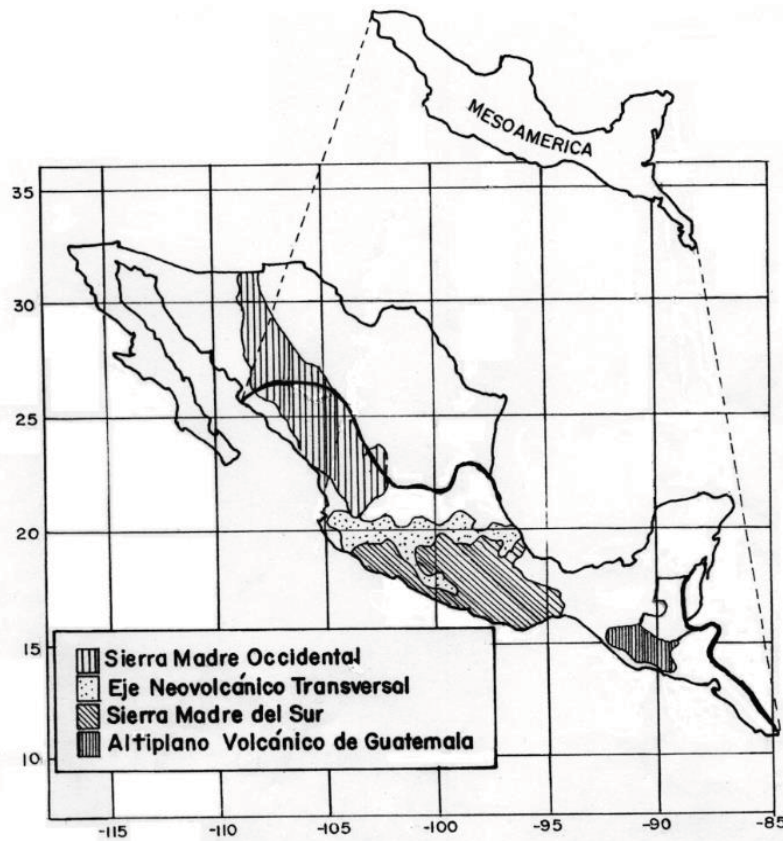 MESOAMERICA
35
30
25
20
15
10
Sierra Madre Occidental
Eje Neovolcánico Transversal
Sierra Madre del Sur
Altiplano Volcánico de Guatemala
-115 -110 -105 -100 -95 -90 -85